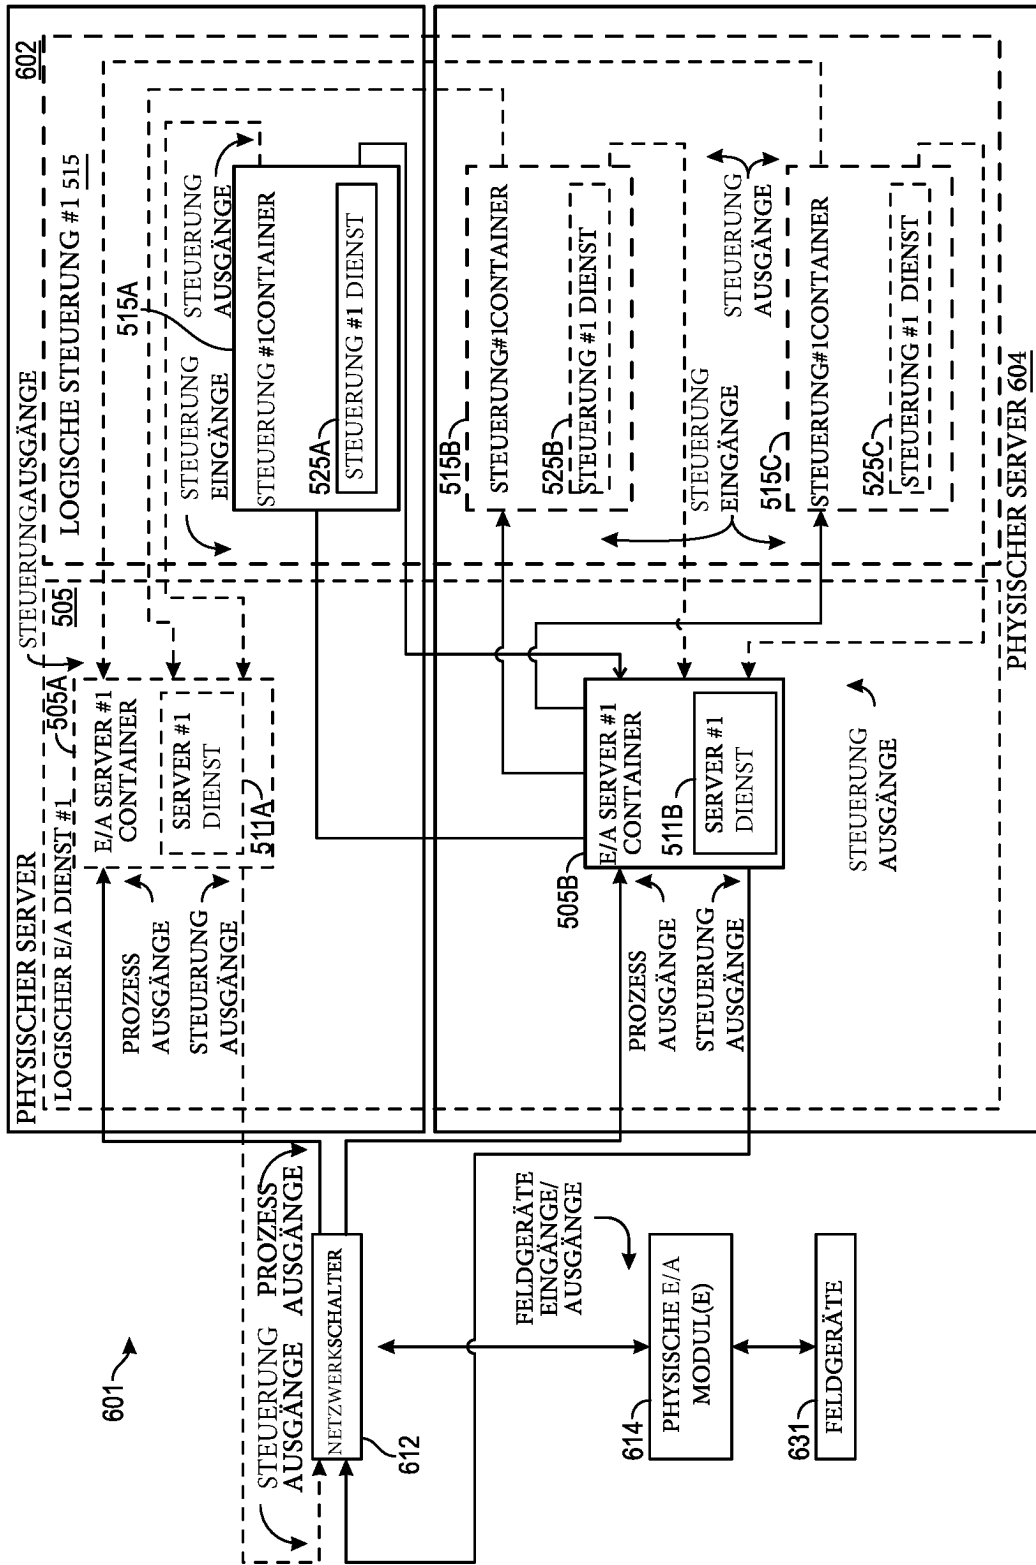 601
STEUERUNG
AUSGÄNGE
PROZESS
AUSGÄNGE
NETZWERKSCHALTER
612
FELDGERÄTE
EINGÄNGE/
AUSGÄNGE
614
PHYSISCHE E/A
MODUL(E)
631
FELDGERÄTE
PHYSISCHER SERVER
602
LOGISCHER E/A DIENST #1
505
505A
STEUERUNGAUSGÄNGE
E/A SERVER #1
CONTAINER
SERVER #1
DIENST
511A
PROZESS
AUSGÄNGE
STEUERUNG
AUSGÄNGE
LOGISCHE STEUERUNG #1 515
515A
STEUERUNG
AUSGÄNGE
STEUERUNG
EINGÄNGE
STEUERUNG #1CONTAINER
525A
STEUERUNG #1 DIENST
505B
E/A SERVER #1
CONTAINER
511B
SERVER #1
DIENST
PROZESS
AUSGÄNGE
STEUERUNG
AUSGÄNGE
STEUERUNG
AUSGÄNGE
515B
STEUERUNG#1CONTAINER
525B
STEUERUNG #1 DIENST
STEUERUNG
EINGÄNGE
STEUERUNG
AUSGÄNGE
515C
STEUERUNG#1CONTAINER
525C
STEUERUNG #1 DIENST
PHYSISCHER SERVER 604